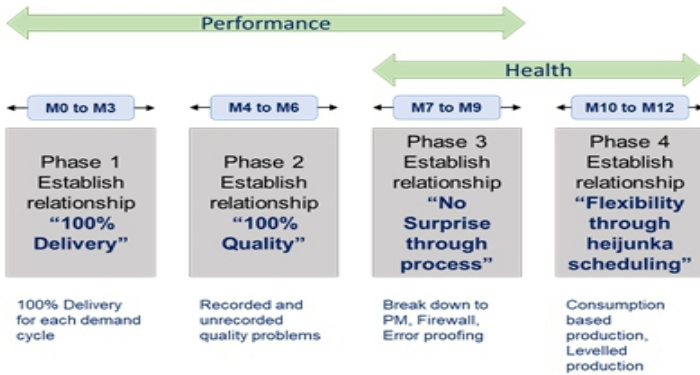 Performance
Health
M0 to M3
M4 to M6
M7 to M9
M10 to M12
Phase 1
Establish
relationship
“100%
Delivery”
Phase 2
Establish
relationship
“100%
Quality”
Phase 3
Establish
relationship
“No
Surprise
through
process”
Phase 4
Establish
relationship
“Flexibility
through
heijunka
scheduling”
100% Delivery
for each demand
cycle
Recorded and
unrecorded
quality problems
Break down to
PM, Firewall,
Error proofing
Consumption
based
production,
Levelled
production